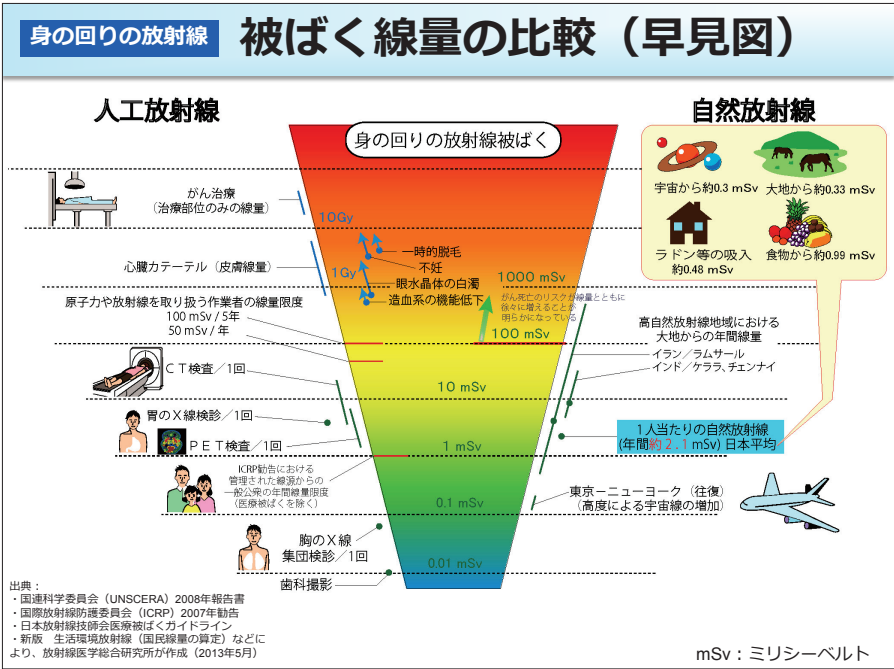 身の回りの放射線
被ばく線量の比較（早見図）
人工放射線
自然放射線
身の回りの放射線被ばく
宇宙から約0.3 mSv
大地から約0.33mSv
ラドン等の吸入
約0.48 mSv
食物から約0.99 mSv
がん治療
（治療部位のみの線量）
10Gy
心臓カテーテル（皮膚線量）
1Gy
一時的脱毛
不妊
眼水晶体の白濁
造血系の機能低下
1000 mSv
がん死亡のリスクが線量とともに
徐々に増えることが
明らかになっている
100 mSv
原子力や放射線を取り扱う作業者の線量限度
100 mSv / 5年
50 mSv / 年
高自然放射線地域における
大地からの年間線量
イラン／ラムサール
インド／ケララ、チェンナイ
ＣＴ検査／1回
10 mSv
胃のＸ線検診／1回
ＰＥＴ検査／1回
1 mSv
1人当たりの自然放射線
(年間約2.1mSv) 日本平均
ICRP勧告における
管理された線源からの
一般公衆の年間線量限度
（医療被ばくを除く）
0.1 mSv
東京－ニューヨーク（往復）
（高度による宇宙線の増加）
胸のＸ線
集団検診／1回
0.01 mSv
歯科撮影
出典：
・国連科学委員会（UNSCERA）2008年報告書
・国際放射線防護委員会（ICRP）2007年勧告
・日本放射線技師会医療被ばくガイドライン
・新版　生活環境放射線（国民線量の算定）などに
より、放射線医学総合研究所が作成（2013年5月）
mSv：ミリシーベルト